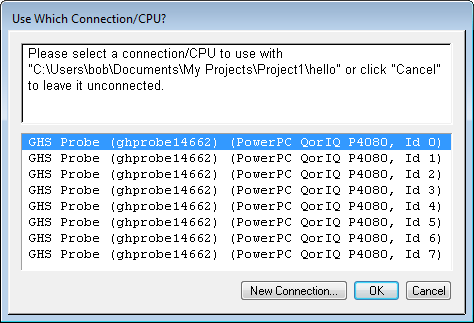 Use Which Connection/CPU?
Please select a connection/CPU to use with
"C:\Users\bob\Documents\My Projects\Project1\hello" or click "Cancel"
to leave it unconnected.
GHS Probe (ghprobe14662) (PowerPC QorIQ P4080, Id 0)
GHS Probe (ghprobe14662) (PowerPC QorIQ P4080, Id 1)
GHS Probe (ghprobe14662) (PowerPC QorIQ P4080, Id 2)
GHS Probe (ghprobe14662) (PowerPC QorIQ P4080, Id 3)
GHS Probe (ghprobe14662) (PowerPC QorIQ P4080, Id 4)
GHS Probe (ghprobe14662) (PowerPC QorIQ P4080, Id 5)
GHS Probe (ghprobe14662) (PowerPC QorIQ P4080, Id 6)
GHS Probe (ghprobe14662) (PowerPC QorIQ P4080, Id 7)
New Connection... OK Cancel